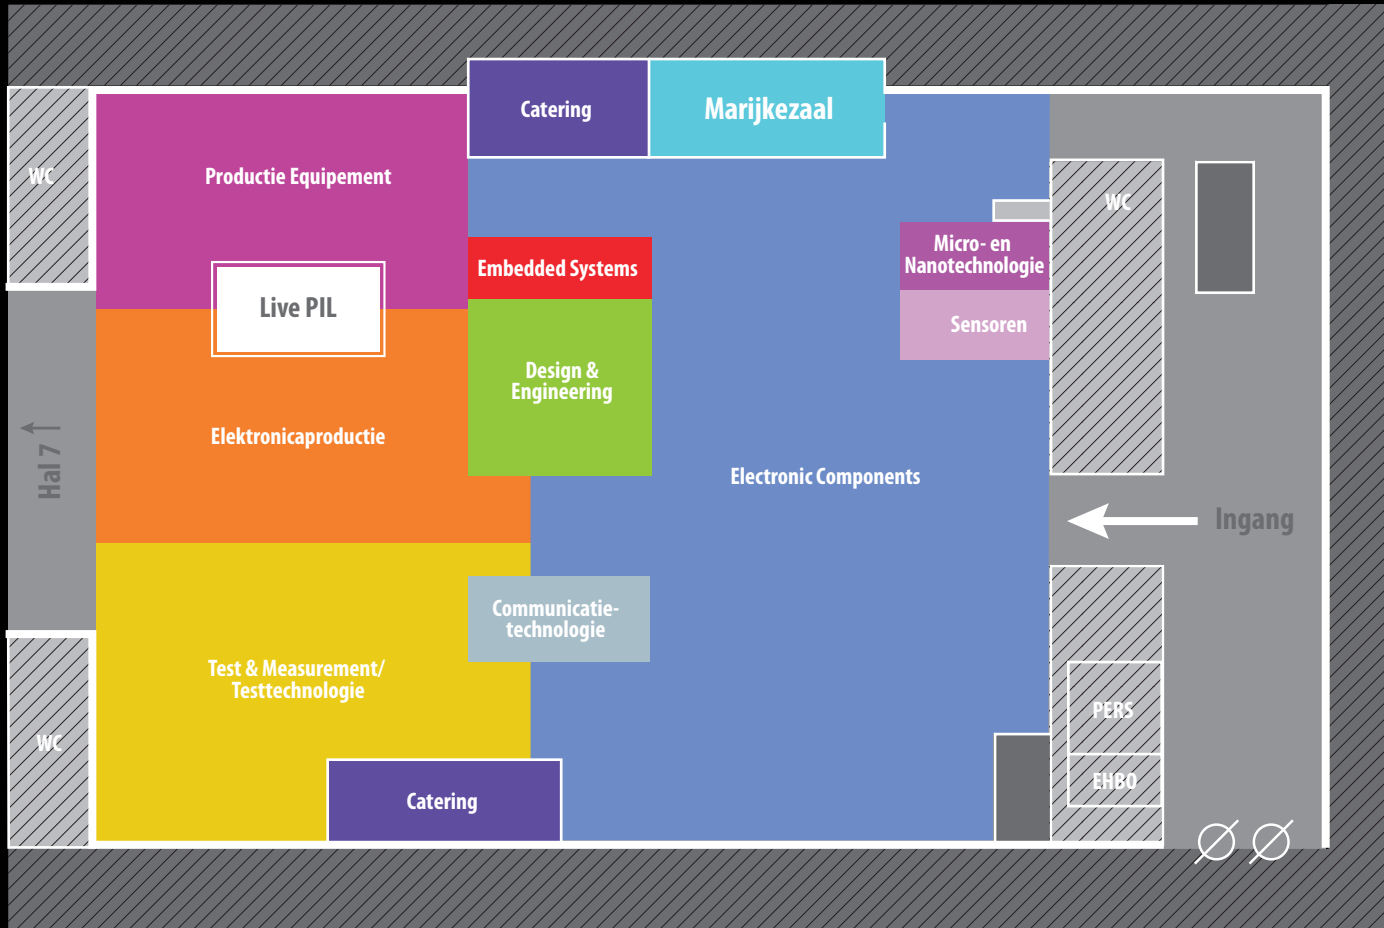 Catering
Marijkezaal
WC
Productie Equipement
WC
Micro- en
Nanotechnologie
Embedded Systems
Live PIL
Sensoren
Design &
Engineering
Elektronicaproductie
Hal 7
Electronic Components
Ingang
Communicatie-
technologie
Test & Measurement/
Testtechnologie
PERS
WC
EHBO
Catering